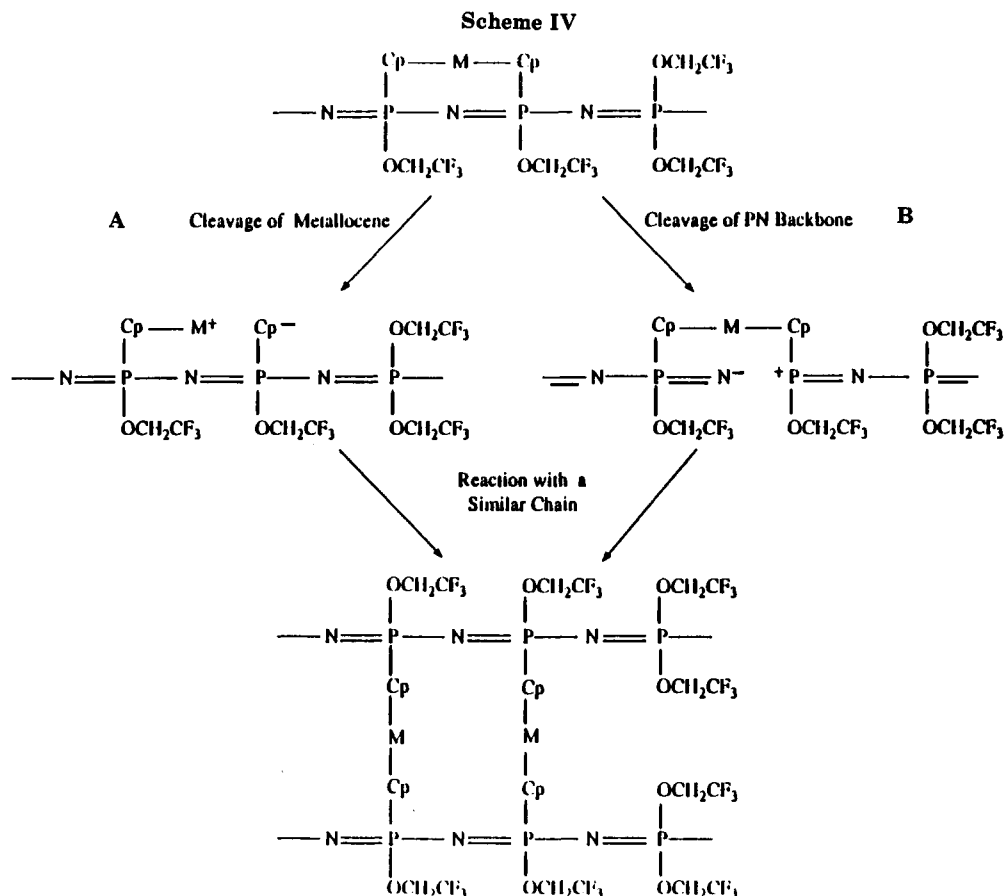 Scheme IV
Cp — M — Cp OCH₂CF₃
— N = P — N = P — N = P —
OCH₂CF₃ OCH₂CF₃ OCH₂CF₃
A Cleavage of Metallocene Cleavage of PN Backbone B
Cp — M⁺ Cp⁻ OCH₂CF₃ Cp — M — Cp OCH₂CF₃
— N = P — N = P — N = P — = N — P = N⁻ ⁺P = N — P =
OCH₂CF₃ OCH₂CF₃ OCH₂CF₃ OCH₂CF₃ OCH₂CF₃ OCH₂CF₃
Reaction with a
Similar Chain
OCH₂CF₃ OCH₂CF₃ OCH₂CF₃
— N = P — N = P — N = P —
Cp Cp OCH₂CF₃
M M
Cp Cp OCH₂CF₃
— N = P — N = P — N = P —
OCH₂CF₃ OCH₂CF₃ OCH₂CF₃